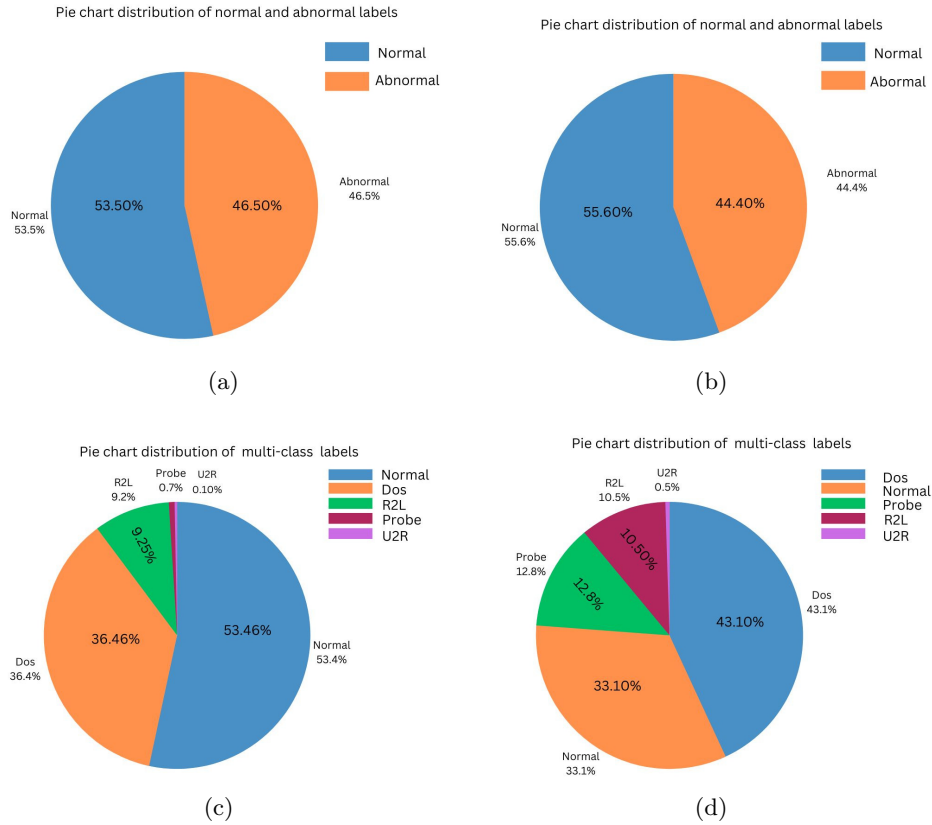 Pie chart distribution of normal and abnormal labels
Normal
Abnormal
Abnormal
46.5%
53.50%
46.50%
Normal
53.5%
(a)
Pie chart distribution of normal and abnormal labels
Normal
Abormal
Abnormal
44.4%
55.60%
44.40%
Normal
55.6%
(b)
Pie chart distribution of multi-class labels
Normal
Dos
R2L
Probe
U2R
Probe
0.7%
U2R
0.10%
R2L
9.2%
9.25%
53.46%
36.46%
Normal
53.4%
Dos
36.4%
(c)
Pie chart distribution of multi-class labels
Dos
Normal
Probe
R2L
U2R
U2R
0.5%
R2L
10.5%
10.50%
Probe
12.8%
12.8%
Dos
43.1%
43.10%
33.10%
Normal
33.1%
(d)